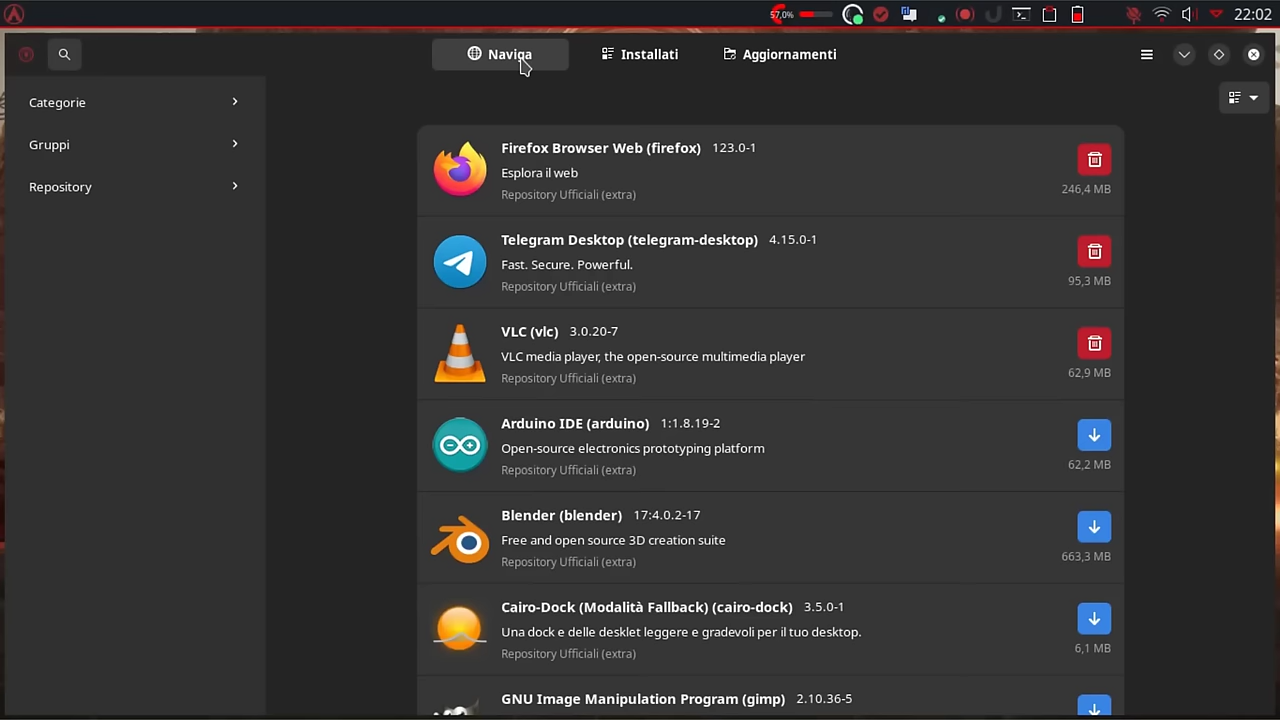 57,0%
22:02
Naviga
Installati
Aggiornamenti
Categorie
Gruppi
Repository
Firefox Browser Web (firefox) 123.0-1
Esplora il web
Repository Ufficiali (extra)
246,4 MB
Telegram Desktop (telegram-desktop) 4.15.0-1
Fast. Secure. Powerful.
Repository Ufficiali (extra)
95,3 MB
VLC (vlc) 3.0.20-7
VLC media player, the open-source multimedia player
Repository Ufficiali (extra)
62,9 MB
Arduino IDE (arduino) 1:1.8.19-2
Open-source electronics prototyping platform
Repository Ufficiali (extra)
62,2 MB
Blender (blender) 17:4.0.2-17
Free and open source 3D creation suite
Repository Ufficiali (extra)
663,3 MB
Cairo-Dock (Modalità Fallback) (cairo-dock) 3.5.0-1
Una dock e delle desklet leggere e gradevoli per il tuo desktop.
Repository Ufficiali (extra)
6,1 MB
GNU Image Manipulation Program (gimp) 2.10.36-5